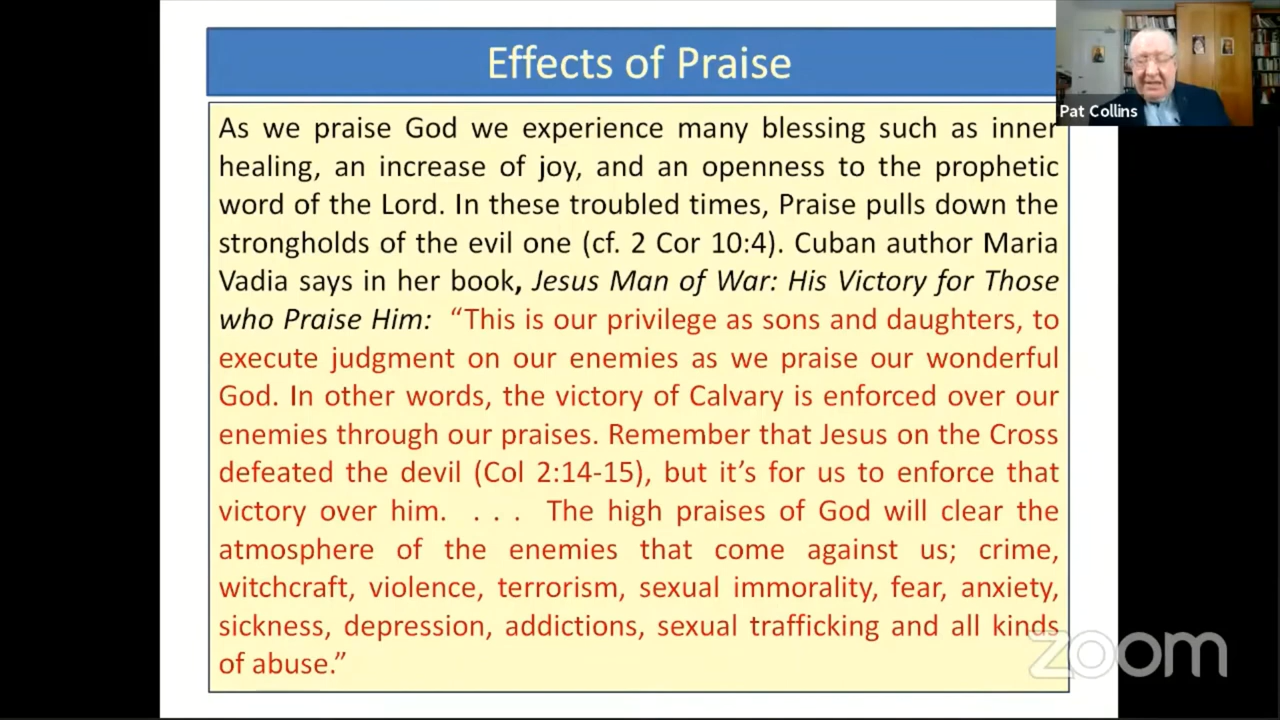 Effects of Praise
As we praise God we experience many blessing such as inner
healing, an increase of joy, and an openness to the prophetic
word of the Lord. In these troubled times, Praise pulls down the
strongholds of the evil one (cf. 2 Cor 10:4). Cuban author Maria
Vadia says in her book, Jesus Man of War: His Victory for Those
who Praise Him: “This is our privilege as sons and daughters, to
execute judgment on our enemies as we praise our wonderful
God. In other words, the victory of Calvary is enforced over our
enemies through our praises. Remember that Jesus on the Cross
defeated the devil (Col 2:14-15), but it’s for us to enforce that
victory over him. . . . The high praises of God will clear the
atmosphere of the enemies that come against us; crime,
witchcraft, violence, terrorism, sexual immorality, fear, anxiety,
sickness, depression, addictions, sexual trafficking and all kinds
of abuse.”
Pat Collins
zoom